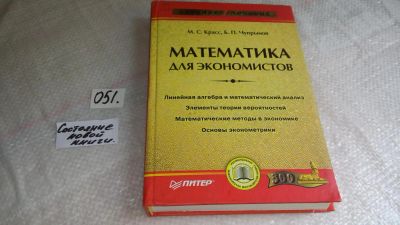 М. С. Красс, Б. П. Чупрынов
МАТЕМАТИКА
ДЛЯ ЭКОНОМИСТОВ
Линейная алгебра и математический анализ
Элементы теории вероятностей
Математические методы в экономике
Основы эконометрики
ПИТЕР
300
051.
Состояние
новой
книги.